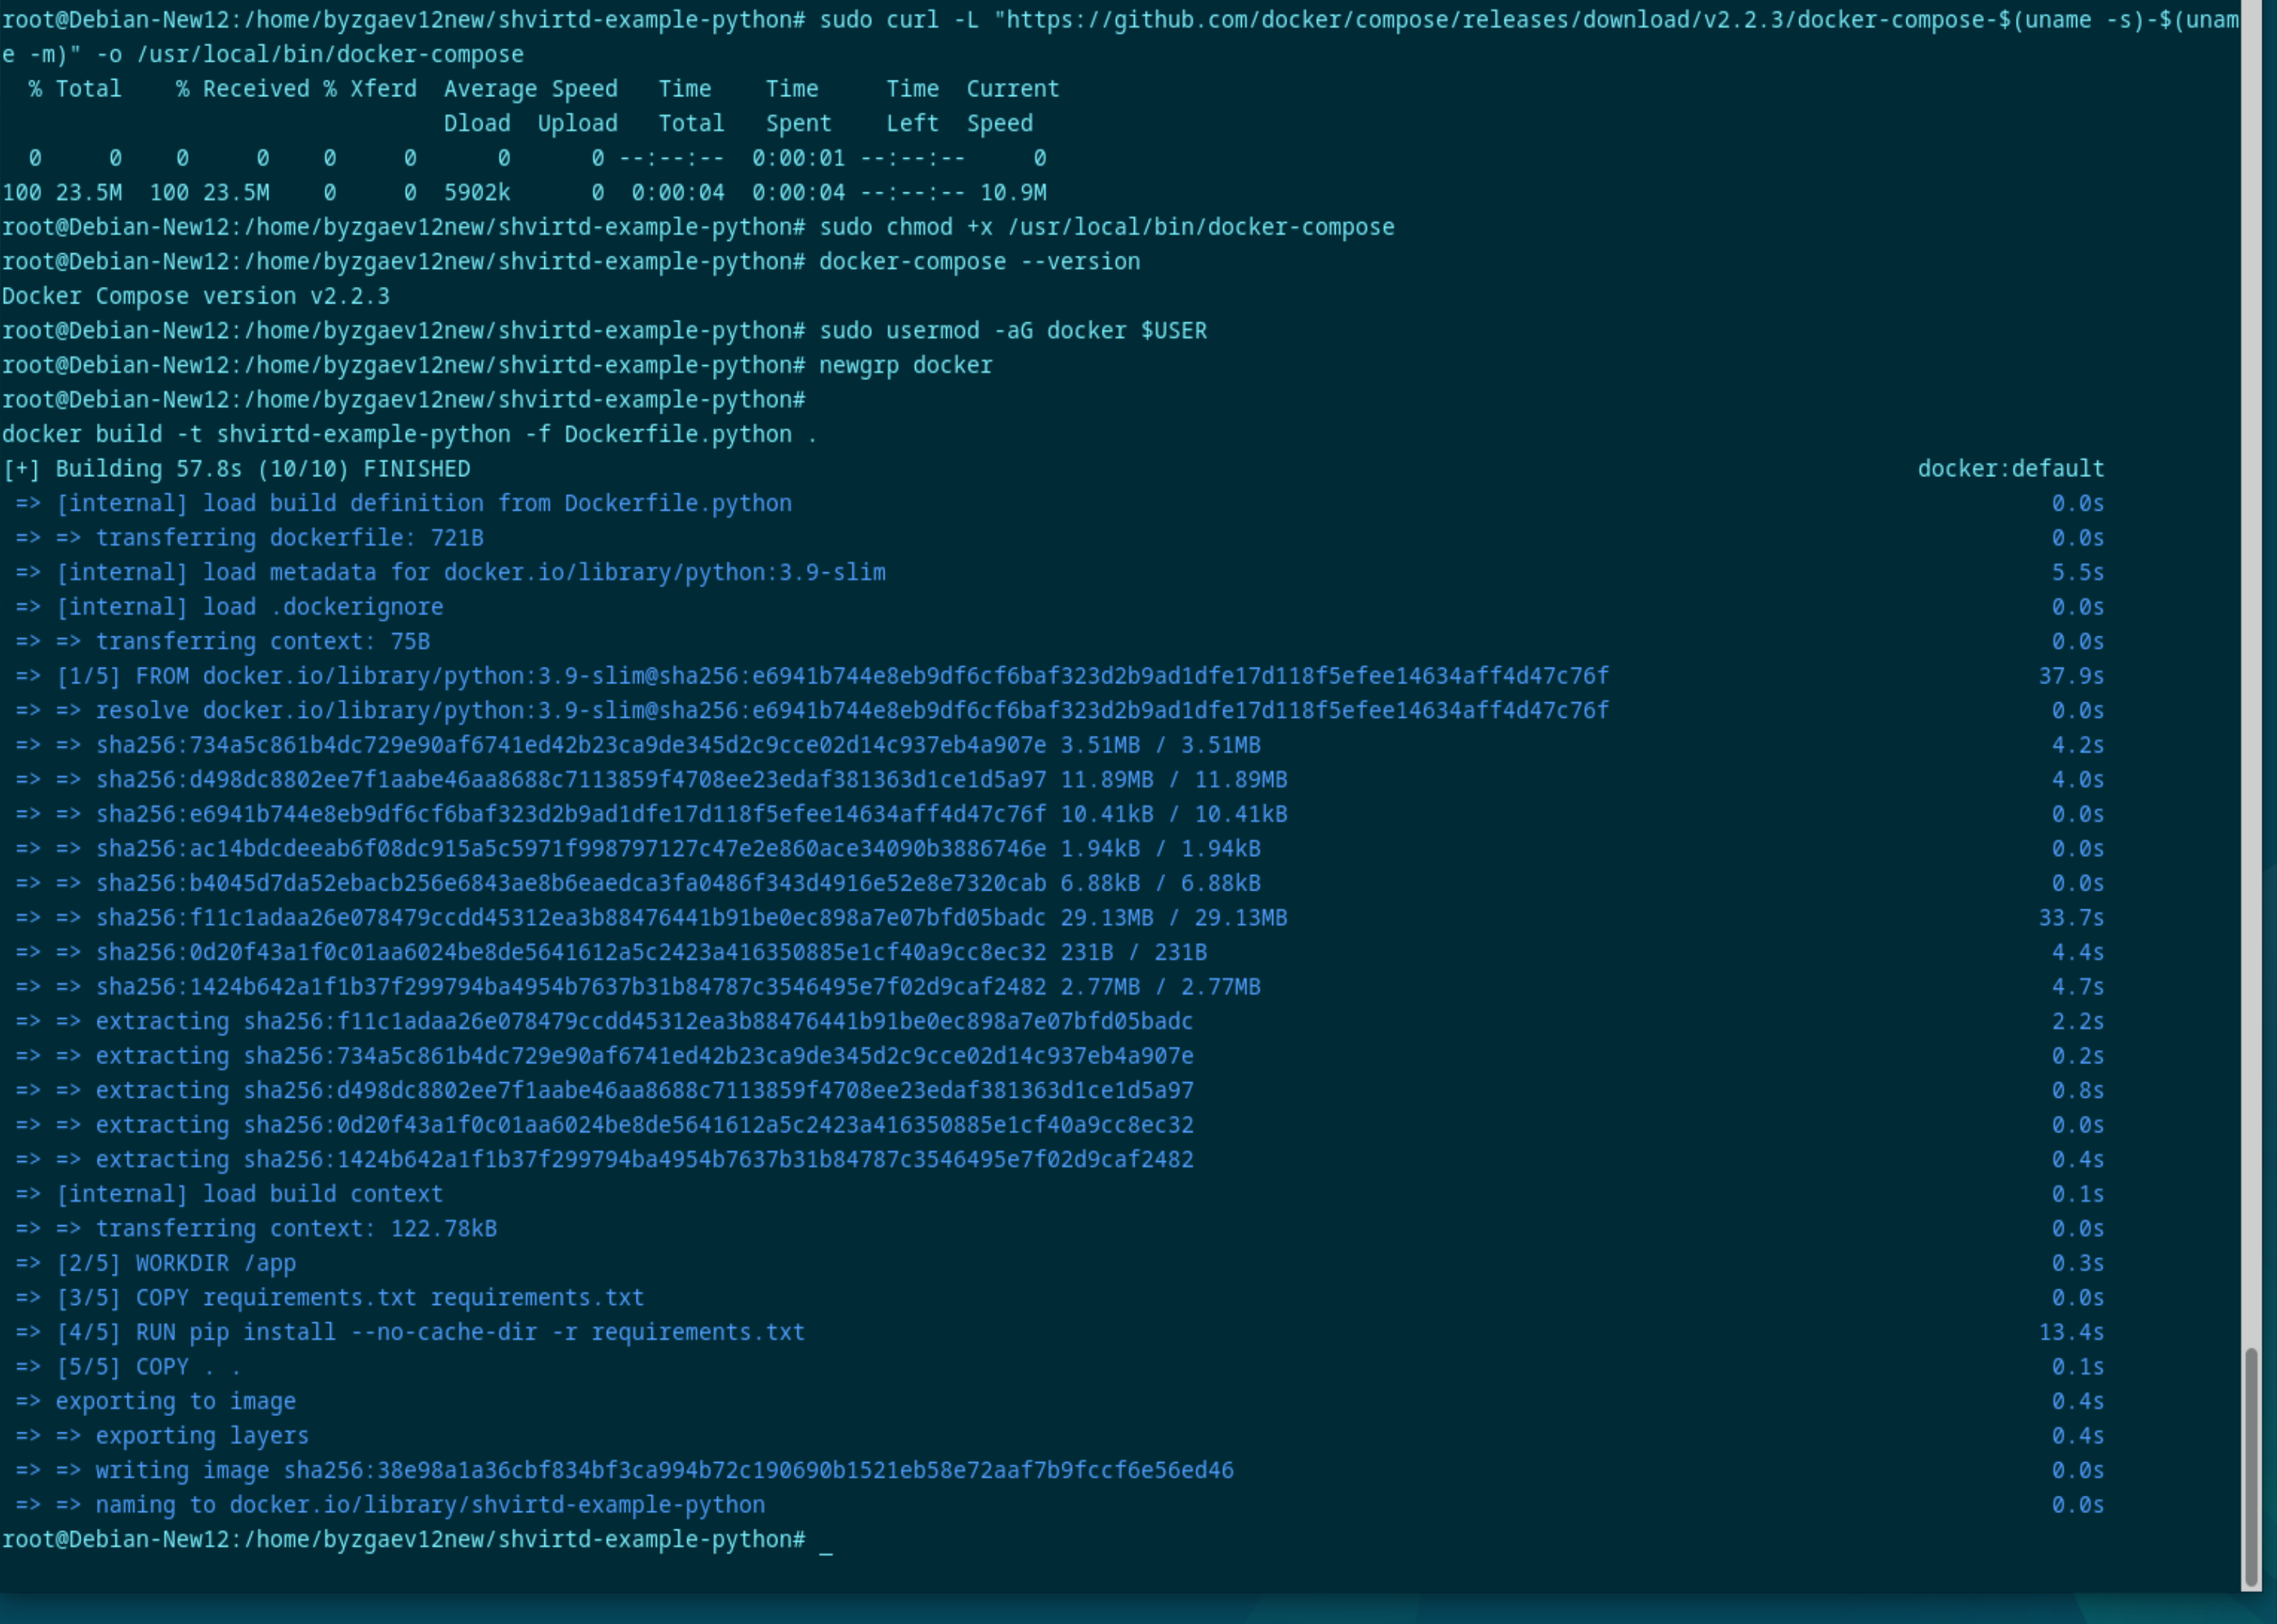 root@Debian-New12:/home/byzgaev12new/shvirtd-example-python# sudo curl -L "https://github.com/docker/compose/releases/download/v2.2.3/docker-compose-$(uname -s)-$(unam
e -m)" -o /usr/local/bin/docker-compose
  % Total    % Received % Xferd  Average Speed   Time    Time     Time  Current
                                 Dload  Upload   Total   Spent    Left  Speed
  0     0    0     0    0     0      0      0 --:--:--  0:00:01 --:--:--     0
100 23.5M  100 23.5M    0     0  5902k      0  0:00:04  0:00:04 --:--:-- 10.9M
root@Debian-New12:/home/byzgaev12new/shvirtd-example-python# sudo chmod +x /usr/local/bin/docker-compose
root@Debian-New12:/home/byzgaev12new/shvirtd-example-python# docker-compose --version
Docker Compose version v2.2.3
root@Debian-New12:/home/byzgaev12new/shvirtd-example-python# sudo usermod -aG docker $USER
root@Debian-New12:/home/byzgaev12new/shvirtd-example-python# newgrp docker
root@Debian-New12:/home/byzgaev12new/shvirtd-example-python#
docker build -t shvirtd-example-python -f Dockerfile.python .
[+] Building 57.8s (10/10) FINISHED docker:default
 => [internal] load build definition from Dockerfile.python 0.0s
 => => transferring dockerfile: 721B 0.0s
 => [internal] load metadata for docker.io/library/python:3.9-slim 5.5s
 => [internal] load .dockerignore 0.0s
 => => transferring context: 75B 0.0s
 => [1/5] FROM docker.io/library/python:3.9-slim@sha256:e6941b744e8eb9df6cf6baf323d2b9ad1dfe17d118f5efee14634aff4d47c76f 37.9s
 => => resolve docker.io/library/python:3.9-slim@sha256:e6941b744e8eb9df6cf6baf323d2b9ad1dfe17d118f5efee14634aff4d47c76f 0.0s
 => => sha256:734a5c861b4dc729e90af6741ed42b23ca9de345d2c9cce02d14c937eb4a907e 3.51MB / 3.51MB 4.2s
 => => sha256:d498dc8802ee7f1aabe46aa8688c7113859f4708ee23edaf381363d1ce1d5a97 11.89MB / 11.89MB 4.0s
 => => sha256:e6941b744e8eb9df6cf6baf323d2b9ad1dfe17d118f5efee14634aff4d47c76f 10.41kB / 10.41kB 0.0s
 => => sha256:ac14bdcdeeab6f08dc915a5c5971f998797127c47e2e860ace34090b3886746e 1.94kB / 1.94kB 0.0s
 => => sha256:b4045d7da52ebacb256e6843ae8b6eaedca3fa0486f343d4916e52e8e7320cab 6.88kB / 6.88kB 0.0s
 => => sha256:f11c1adaa26e078479ccdd45312ea3b88476441b91be0ec898a7e07bfd05badc 29.13MB / 29.13MB 33.7s
 => => sha256:0d20f43a1f0c01aa6024be8de5641612a5c2423a416350885e1cf40a9cc8ec32 231B / 231B 4.4s
 => => sha256:1424b642a1f1b37f299794ba4954b7637b31b84787c3546495e7f02d9caf2482 2.77MB / 2.77MB 4.7s
 => => extracting sha256:f11c1adaa26e078479ccdd45312ea3b88476441b91be0ec898a7e07bfd05badc 2.2s
 => => extracting sha256:734a5c861b4dc729e90af6741ed42b23ca9de345d2c9cce02d14c937eb4a907e 0.2s
 => => extracting sha256:d498dc8802ee7f1aabe46aa8688c7113859f4708ee23edaf381363d1ce1d5a97 0.8s
 => => extracting sha256:0d20f43a1f0c01aa6024be8de5641612a5c2423a416350885e1cf40a9cc8ec32 0.0s
 => => extracting sha256:1424b642a1f1b37f299794ba4954b7637b31b84787c3546495e7f02d9caf2482 0.4s
 => [internal] load build context 0.1s
 => => transferring context: 122.78kB 0.0s
 => [2/5] WORKDIR /app 0.3s
 => [3/5] COPY requirements.txt requirements.txt 0.0s
 => [4/5] RUN pip install --no-cache-dir -r requirements.txt 13.4s
 => [5/5] COPY . . 0.1s
 => exporting to image 0.4s
 => => exporting layers 0.4s
 => => writing image sha256:38e98a1a36cbf834bf3ca994b72c190690b1521eb58e72aaf7b9fccf6e56ed46 0.0s
 => => naming to docker.io/library/shvirtd-example-python 0.0s
root@Debian-New12:/home/byzgaev12new/shvirtd-example-python# _